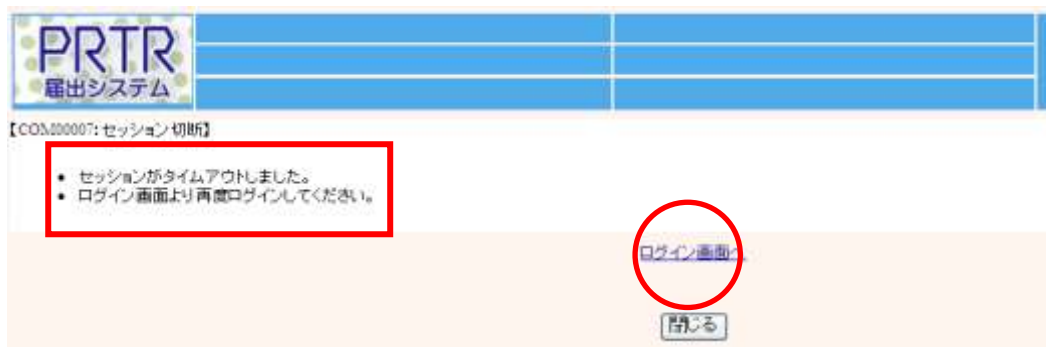 PRTR
届出システム
【COM00007:セッション切断】
• セッションがタイムアウトしました。
• ログイン画面より再度ログインしてください。
ログイン画面へ
閉じる